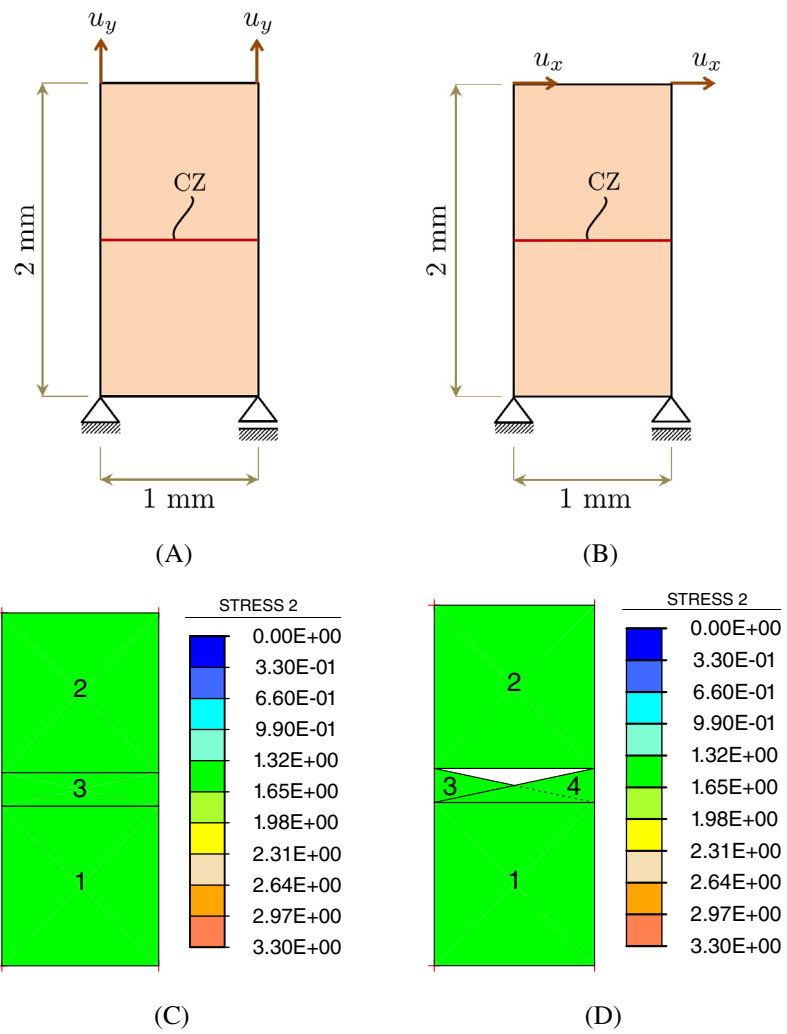 u_y u_y
u_x u_x
CZ
CZ
2 mm
2 mm
1 mm
1 mm
(A)
(B)
STRESS 2
0.00E+00
3.30E-01
6.60E-01
9.90E-01
1.32E+00
1.65E+00
1.98E+00
2.31E+00
2.64E+00
2.97E+00
3.30E+00
2
3
1
STRESS 2
0.00E+00
3.30E-01
6.60E-01
9.90E-01
1.32E+00
1.65E+00
1.98E+00
2.31E+00
2.64E+00
2.97E+00
3.30E+00
2
3 4
1
(C)
(D)